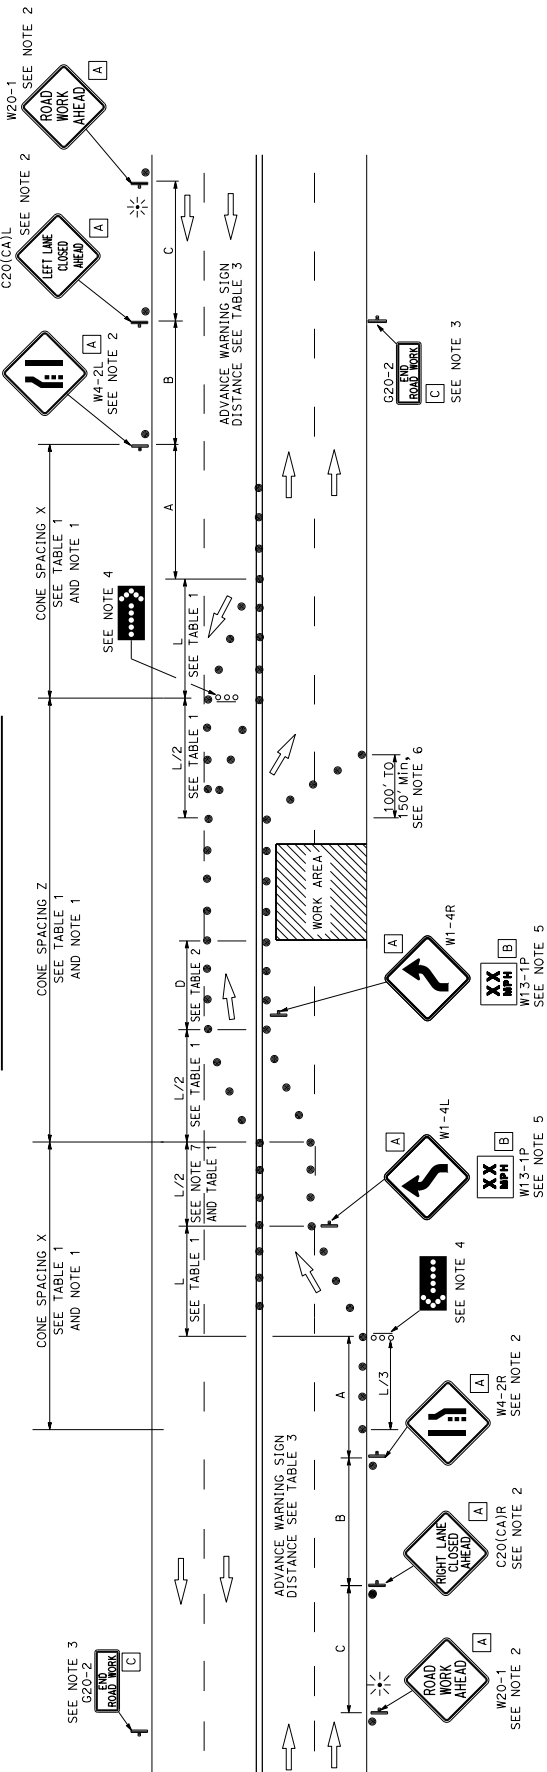 W20-1
SEE NOTE 2
ROAD
WORK
AHEAD
A
C20(CA)L
SEE NOTE 2
LEFT LANE
CLOSED
AHEAD
A
A
W4-2L
SEE NOTE 2
C
B
A
ADVANCE WARNING SIGN
DISTANCE SEE TABLE 3
G20-2
END
ROAD WORK
C
SEE NOTE 3
CONE SPACING X
SEE TABLE 1
AND NOTE 1
SEE NOTE 4
L
SEE TABLE 1
L/2
SEE TABLE 1
100' TO
150' Min,
SEE NOTE 6
CONE SPACING Z
SEE TABLE 1
AND NOTE 1
WORK AREA
D
SEE TABLE 2
L/2
SEE TABLE 1
A
W1-4R
XX
MPH
B
W13-1P
SEE NOTE 5
L/2
SEE NOTE 7
AND TABLE 1
A
W1-4L
XX
MPH
B
W13-1P
SEE NOTE 5
CONE SPACING X
SEE TABLE 1
AND NOTE 1
L
SEE TABLE 1
SEE NOTE 4
A
L/3
A
W4-2R
SEE NOTE 2
ADVANCE WARNING SIGN
DISTANCE SEE TABLE 3
B
RIGHT LANE
CLOSED
AHEAD
A
C20(CA)R
SEE NOTE 2
C
ROAD
WORK
AHEAD
A
W20-1
SEE NOTE 2
SEE NOTE 3
G20-2
END
ROAD WORK
C